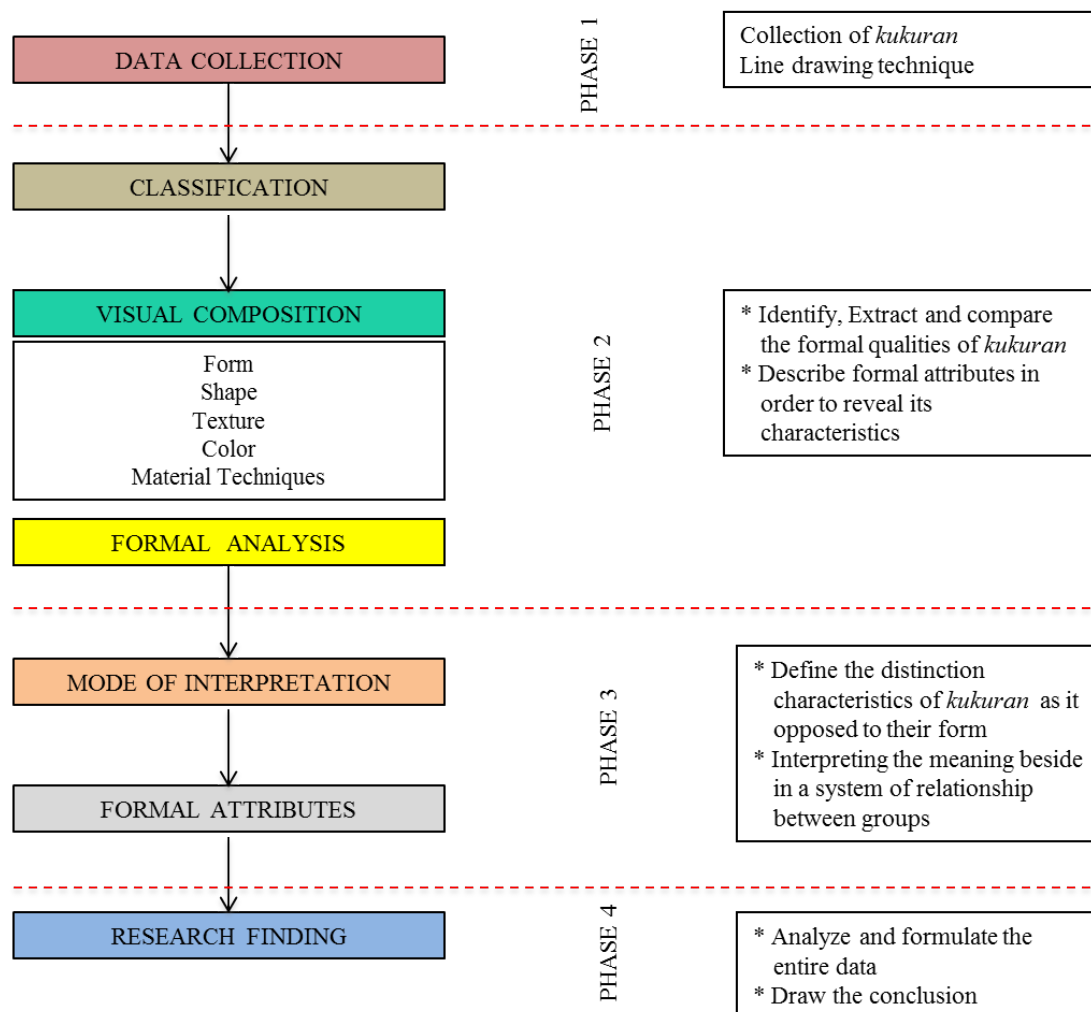 DATA COLLECTION
PHASE 1
Collection of kukuran
Line drawing technique
CLASSIFICATION
VISUAL COMPOSITION
Form
Shape
Texture
Color
Material Techniques
FORMAL ANALYSIS
PHASE 2
* Identify, Extract and compare
the formal qualities of kukuran
* Describe formal attributes in
order to reveal its
characteristics
MODE OF INTERPRETATION
FORMAL ATTRIBUTES
PHASE 3
* Define the distinction
characteristics of kukuran as it
opposed to their form
* Interpreting the meaning beside
in a system of relationship
between groups
RESEARCH FINDING
PHASE 4
* Analyze and formulate the
entire data
* Draw the conclusion